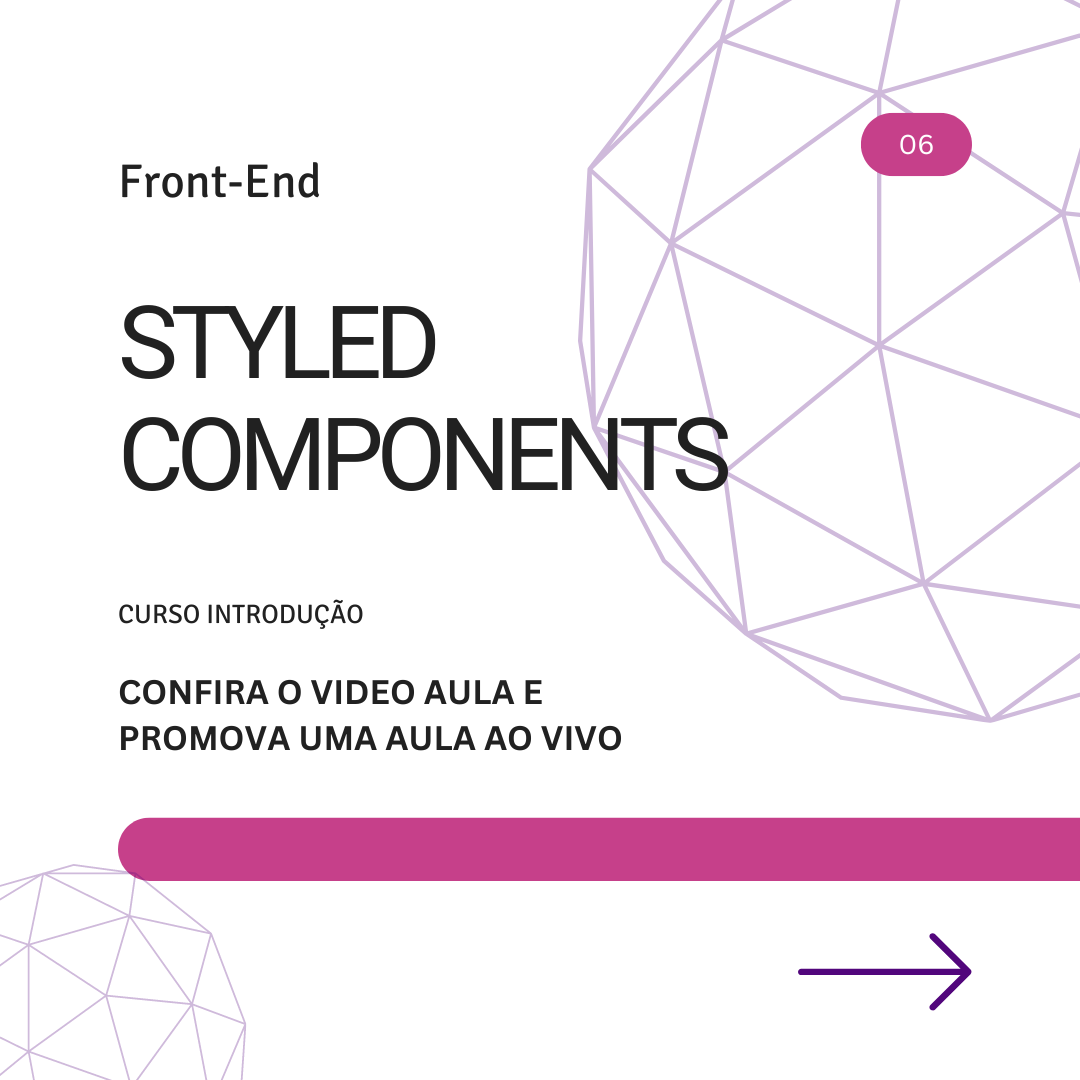 06
Front-End
STYLED
COMPONENTS
CURSO INTRODUÇÃO
CONFIRA O VIDEO AULA E
PROMOVA UMA AULA AO VIVO